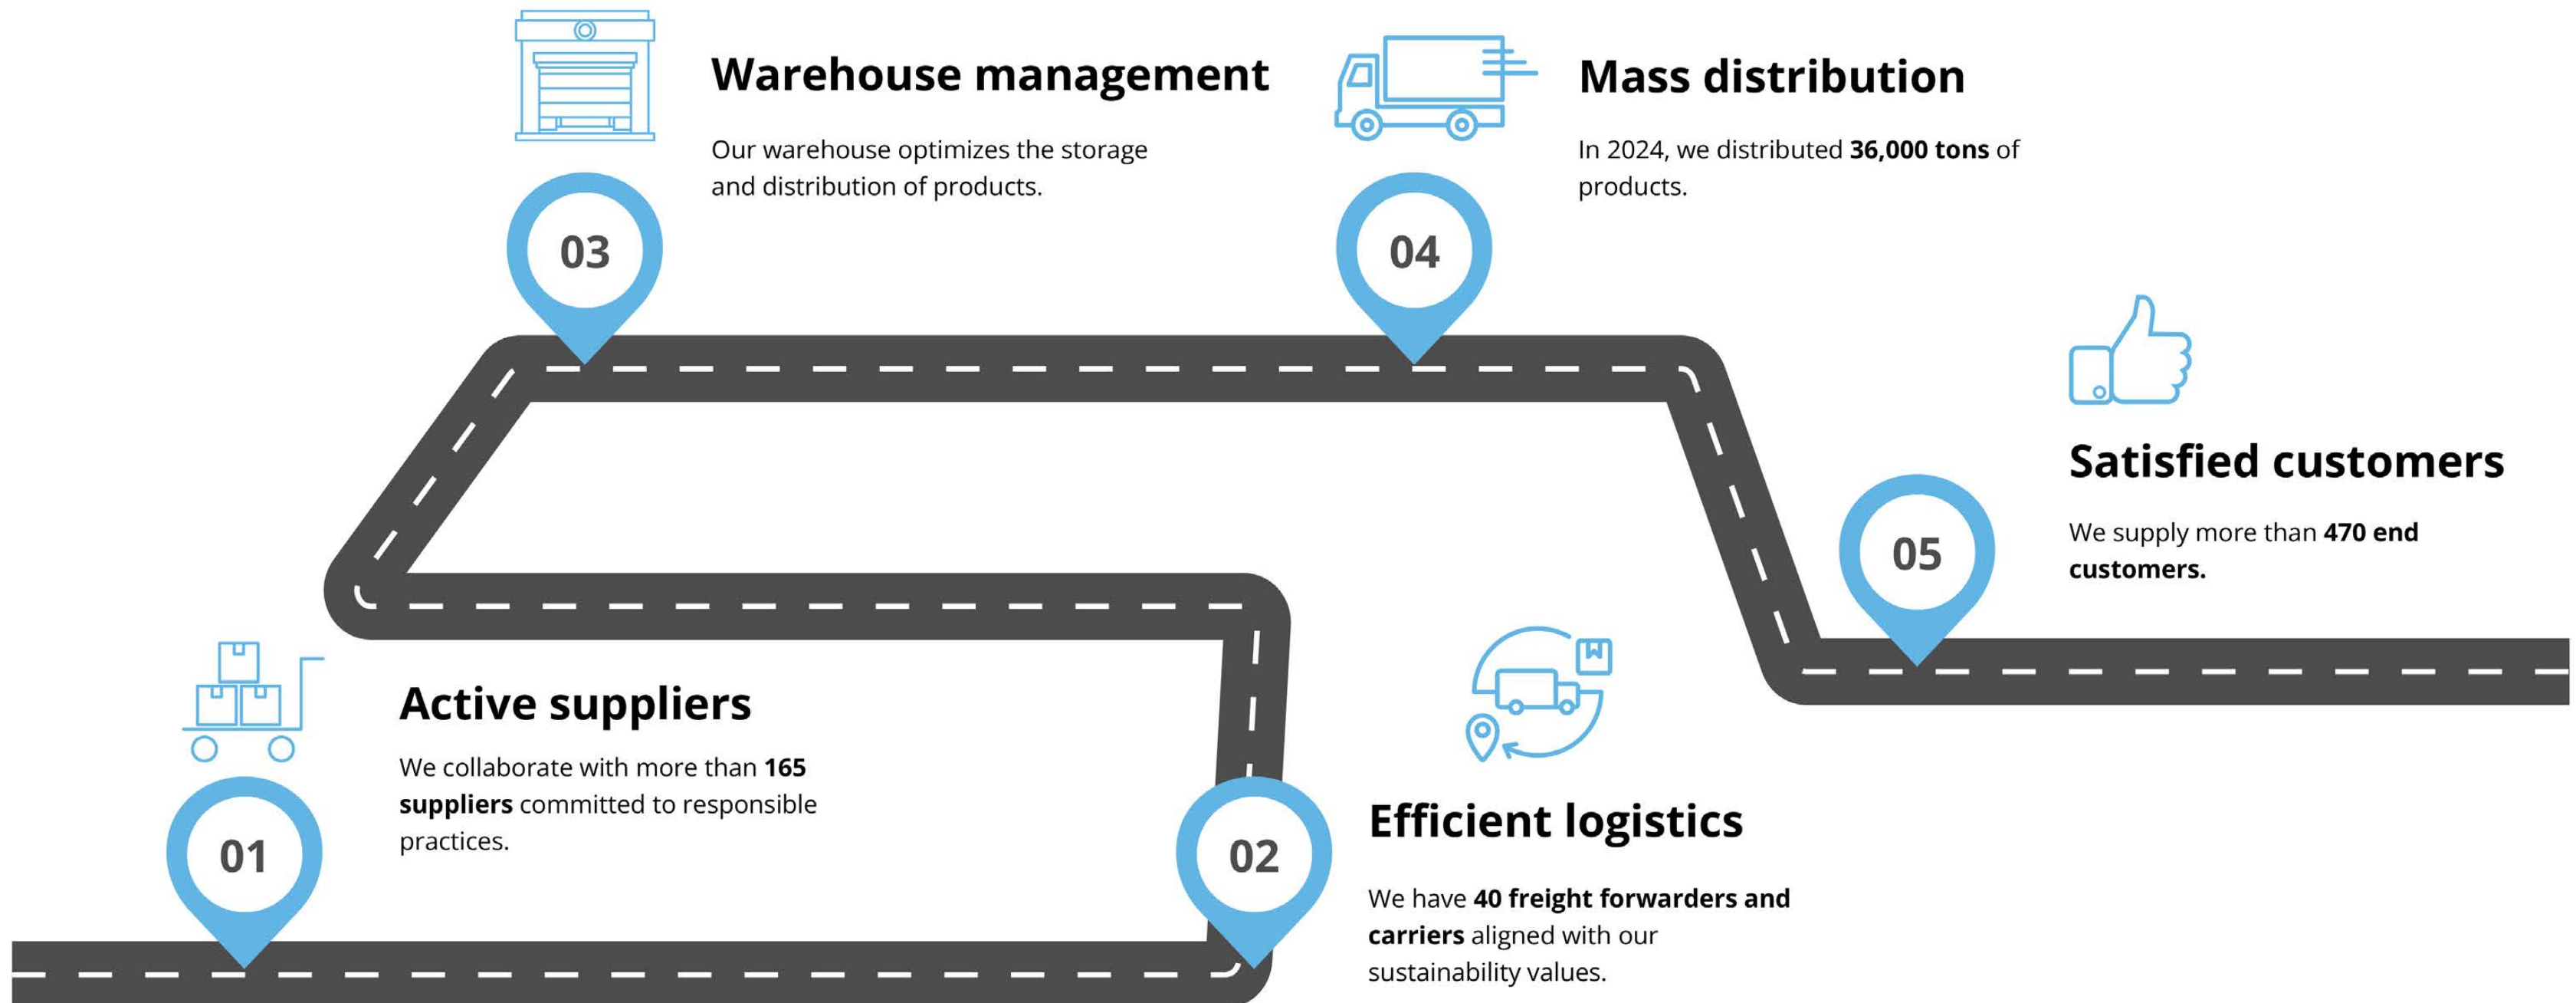 01
Active suppliers
We collaborate with more than 165
suppliers committed to responsible
practices.
02
Efficient logistics
We have 40 freight forwarders and
carriers aligned with our
sustainability values.
03
Warehouse management
Our warehouse optimizes the storage
and distribution of products.
04
Mass distribution
In 2024, we distributed 36,000 tons of
products.
05
Satisfied customers
We supply more than 470 end
customers.